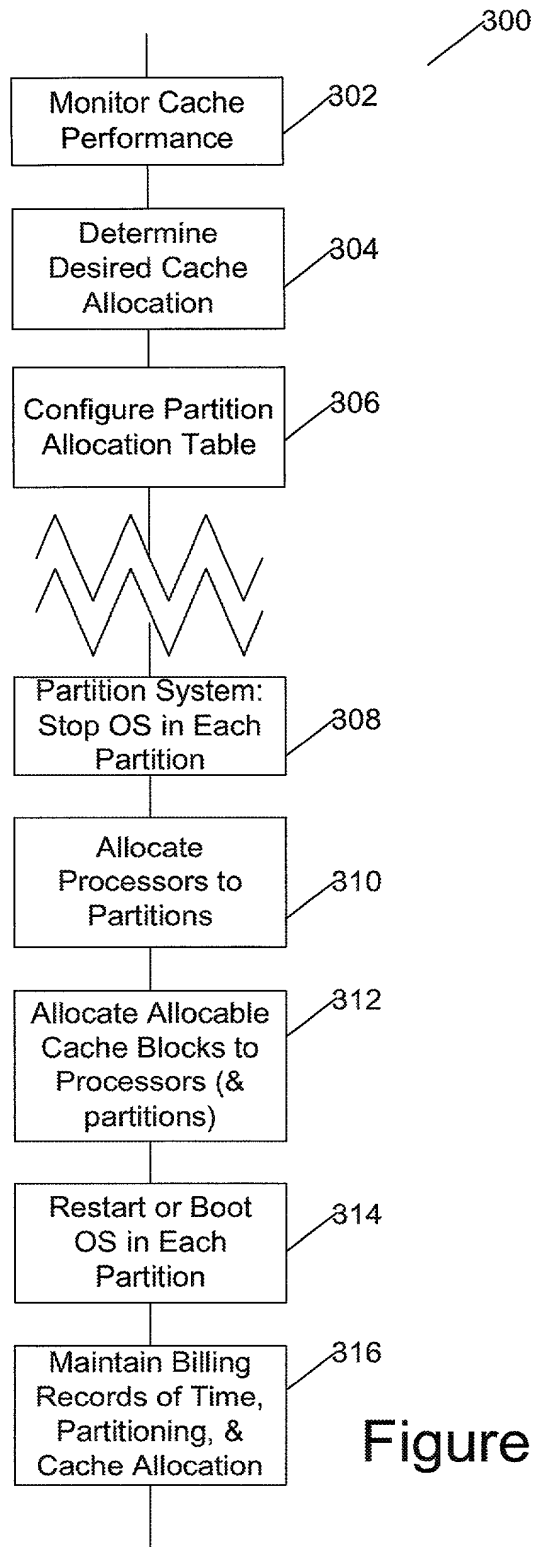 300
Monitor Cache
Performance
302
Determine
Desired Cache
Allocation
304
Configure Partition
Allocation Table
306
Partition System:
Stop OS in Each
Partition
308
Allocate
Processors to
Partitions
310
Allocate Allocable
Cache Blocks to
Processors (&
partitions)
312
Restart or Boot
OS in Each
Partition
314
Maintain Billing
Records of Time,
Partitioning, &
Cache Allocation
316
Figure